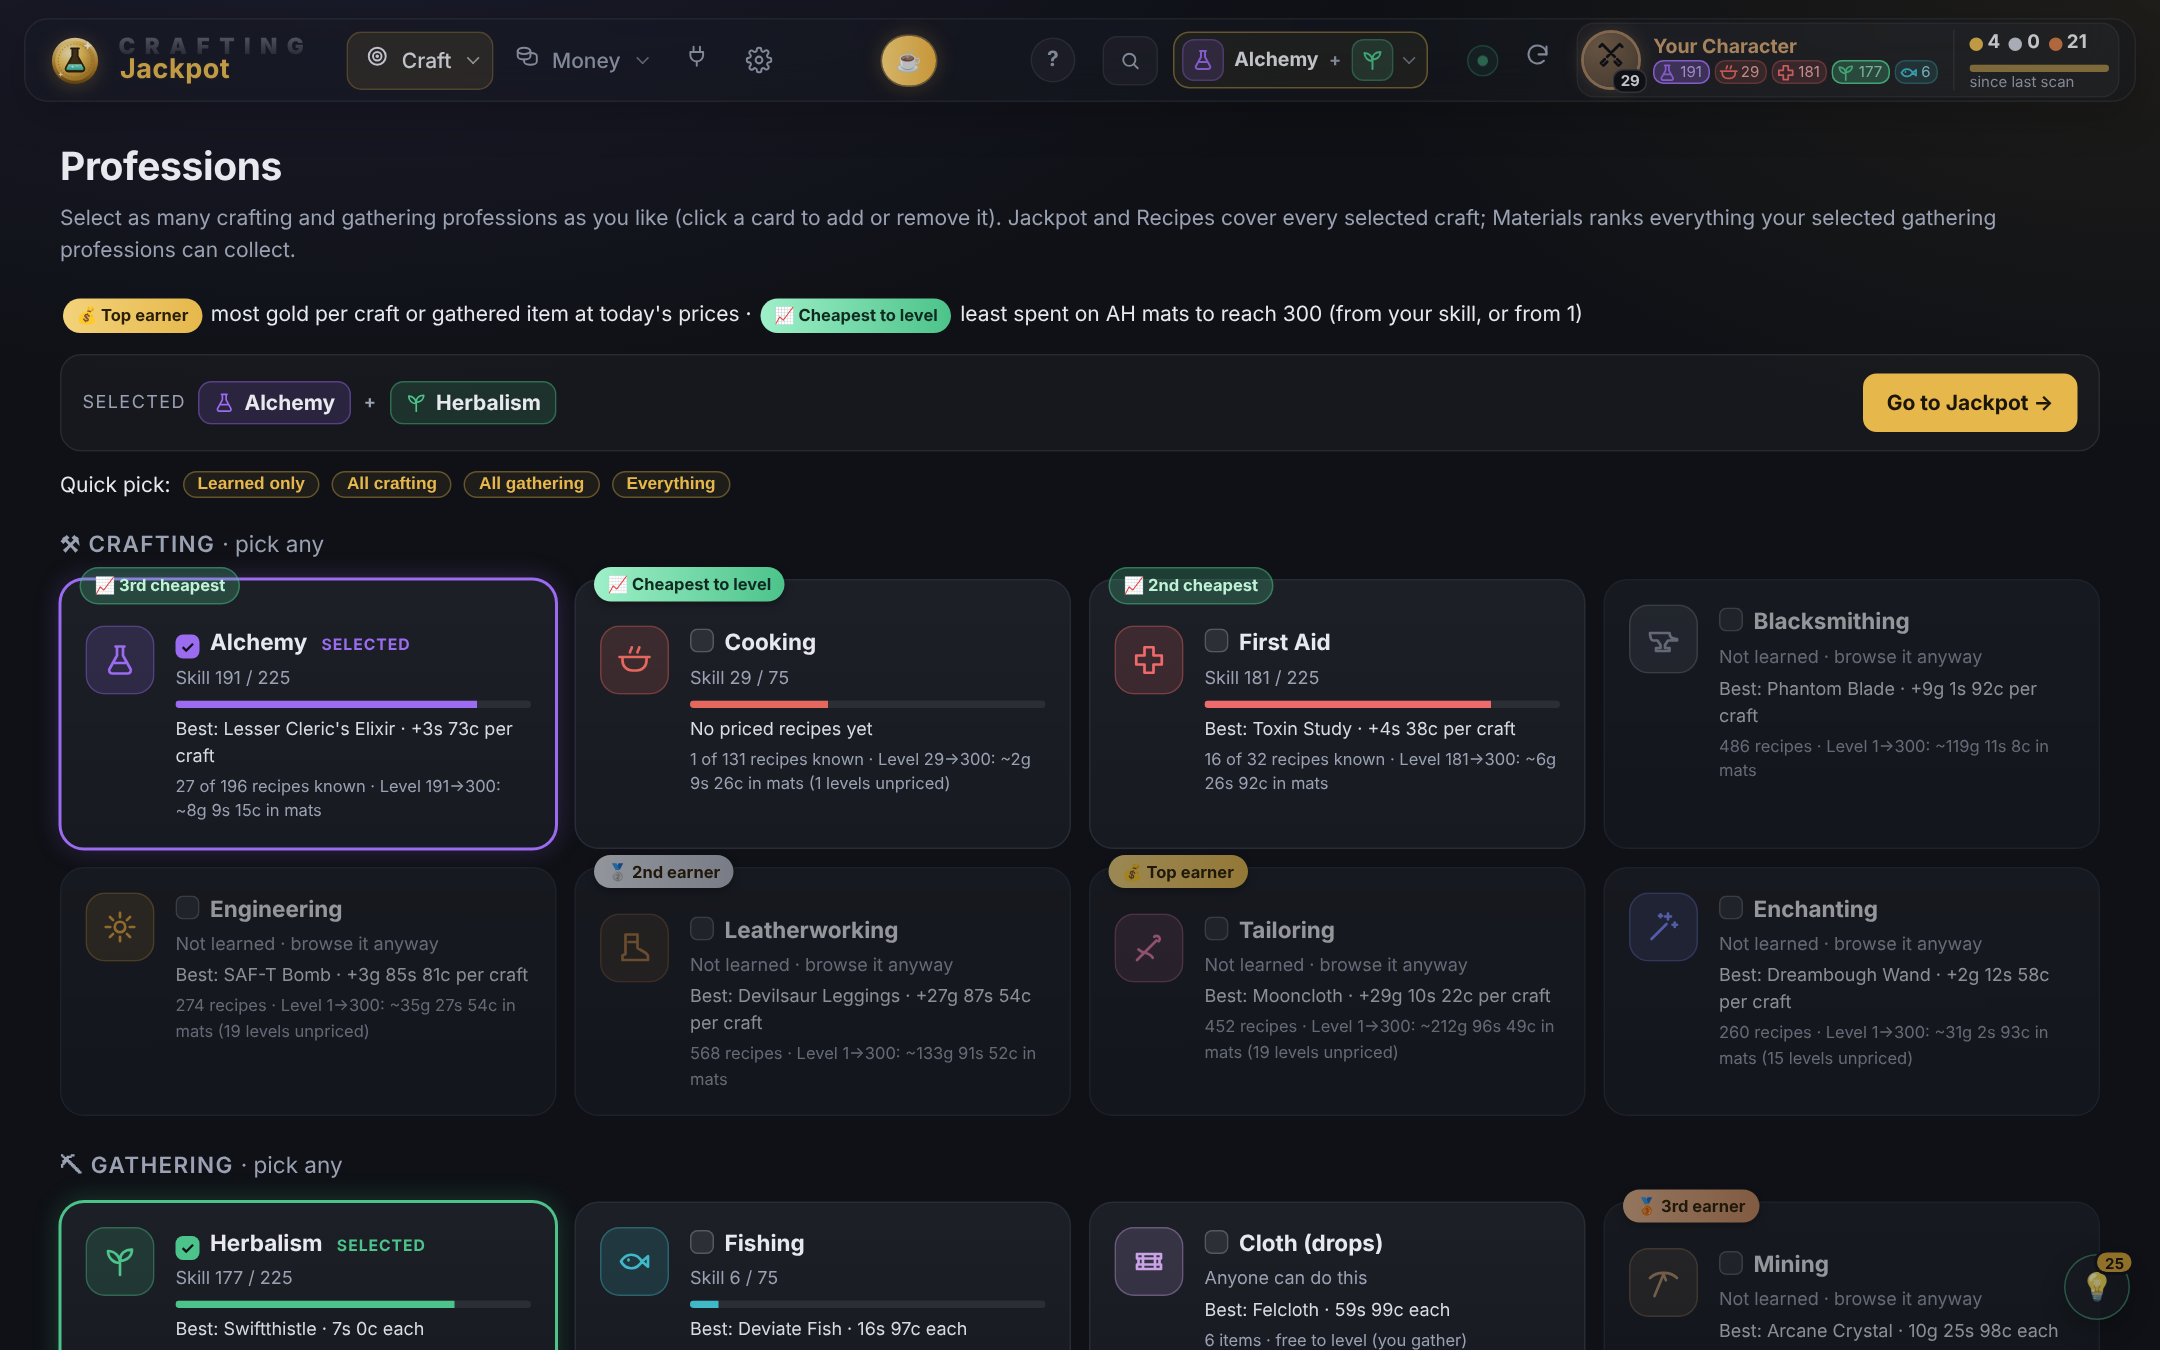 CRAFTING
Jackpot
Craft
Money
?
Alchemy +
29
Your Character
191 29 181 177 6
4 0 21
since last scan
Professions
Select as many crafting and gathering professions as you like (click a card to add or remove it). Jackpot and Recipes cover every selected craft; Materials ranks everything your selected gathering
professions can collect.
Top earner most gold per craft or gathered item at today's prices · Cheapest to level least spent on AH mats to reach 300 (from your skill, or from 1)
SELECTED Alchemy + Herbalism
Go to Jackpot →
Quick pick: Learned only All crafting All gathering Everything
CRAFTING · pick any
3rd cheapest
Alchemy SELECTED
Skill 191 / 225
Best: Lesser Cleric's Elixir · +3s 73c per
craft
27 of 196 recipes known · Level 191→300:
~8g 9s 15c in mats
Cheapest to level
Cooking
Skill 29 / 75
No priced recipes yet
1 of 131 recipes known · Level 29→300: ~2g
9s 26c in mats (1 levels unpriced)
2nd cheapest
First Aid
Skill 181 / 225
Best: Toxin Study · +4s 38c per craft
16 of 32 recipes known · Level 181→300: ~6g
26s 92c in mats
Blacksmithing
Not learned · browse it anyway
Best: Phantom Blade · +9g 1s 92c per
craft
486 recipes · Level 1→300: ~119g 11s 8c in
mats
Engineering
Not learned · browse it anyway
Best: SAF-T Bomb · +3g 85s 81c per craft
274 recipes · Level 1→300: ~35g 27s 54c in
mats (19 levels unpriced)
2nd earner
Leatherworking
Not learned · browse it anyway
Best: Devilsaur Leggings · +27g 87s 54c
per craft
568 recipes · Level 1→300: ~133g 91s 52c in
mats
Top earner
Tailoring
Not learned · browse it anyway
Best: Mooncloth · +29g 10s 22c per craft
452 recipes · Level 1→300: ~212g 96s 49c in
mats (19 levels unpriced)
Enchanting
Not learned · browse it anyway
Best: Dreambough Wand · +2g 12s 58c
per craft
260 recipes · Level 1→300: ~31g 2s 93c in
mats (15 levels unpriced)
GATHERING · pick any
Herbalism SELECTED
Skill 177 / 225
Best: Swiftthistle · 7s 0c each
Fishing
Skill 6 / 75
Best: Deviate Fish · 16s 97c each
Cloth (drops)
Anyone can do this
Best: Felcloth · 59s 99c each
6 items · free to level (you gather)
3rd earner
Mining
Not learned · browse it anyway
Best: Arcane Crystal · 10g 25s 98c each
25